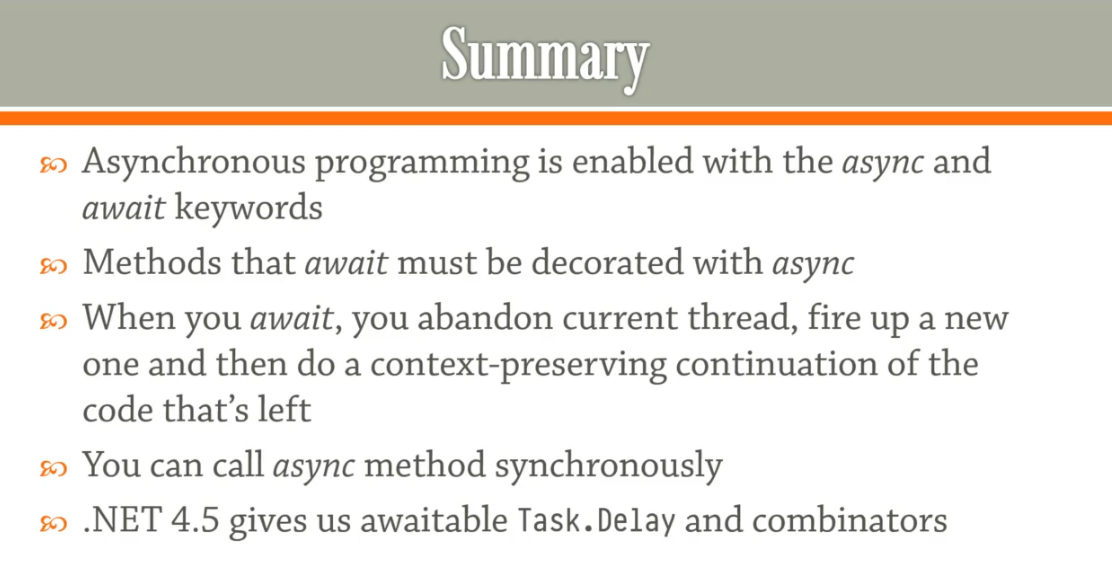 Summary
Asynchronous programming is enabled with the async and
await keywords
Methods that await must be decorated with async
When you await, you abandon current thread, fire up a new
one and then do a context-preserving continuation of the
code that’s left
You can call async method synchronously
.NET 4.5 gives us awaitable Task.Delay and combinators